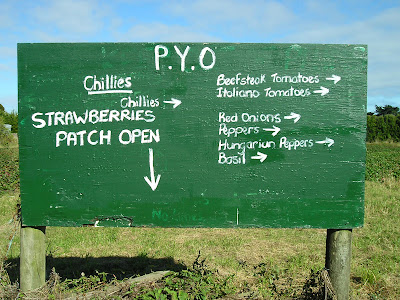 P.Y.O
Chillies
Chillies →
STRAWBERRIES
PATCH OPEN
↓
Beefsteak Tomatoes →
Italiano Tomatoes →
Red Onions →
Peppers →
Hungarian Peppers →
Basil →